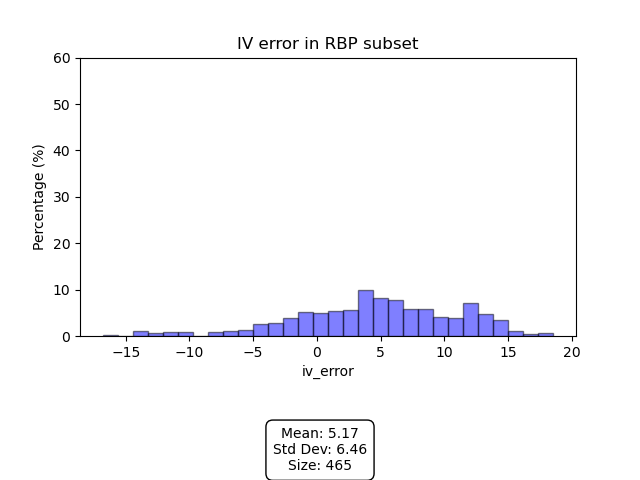 IV error in RBP subset
60
50
40
30
20
10
0
Percentage (%)
−15 −10 −5 0 5 10 15 20
iv_error
Mean: 5.17
Std Dev: 6.46
Size: 465